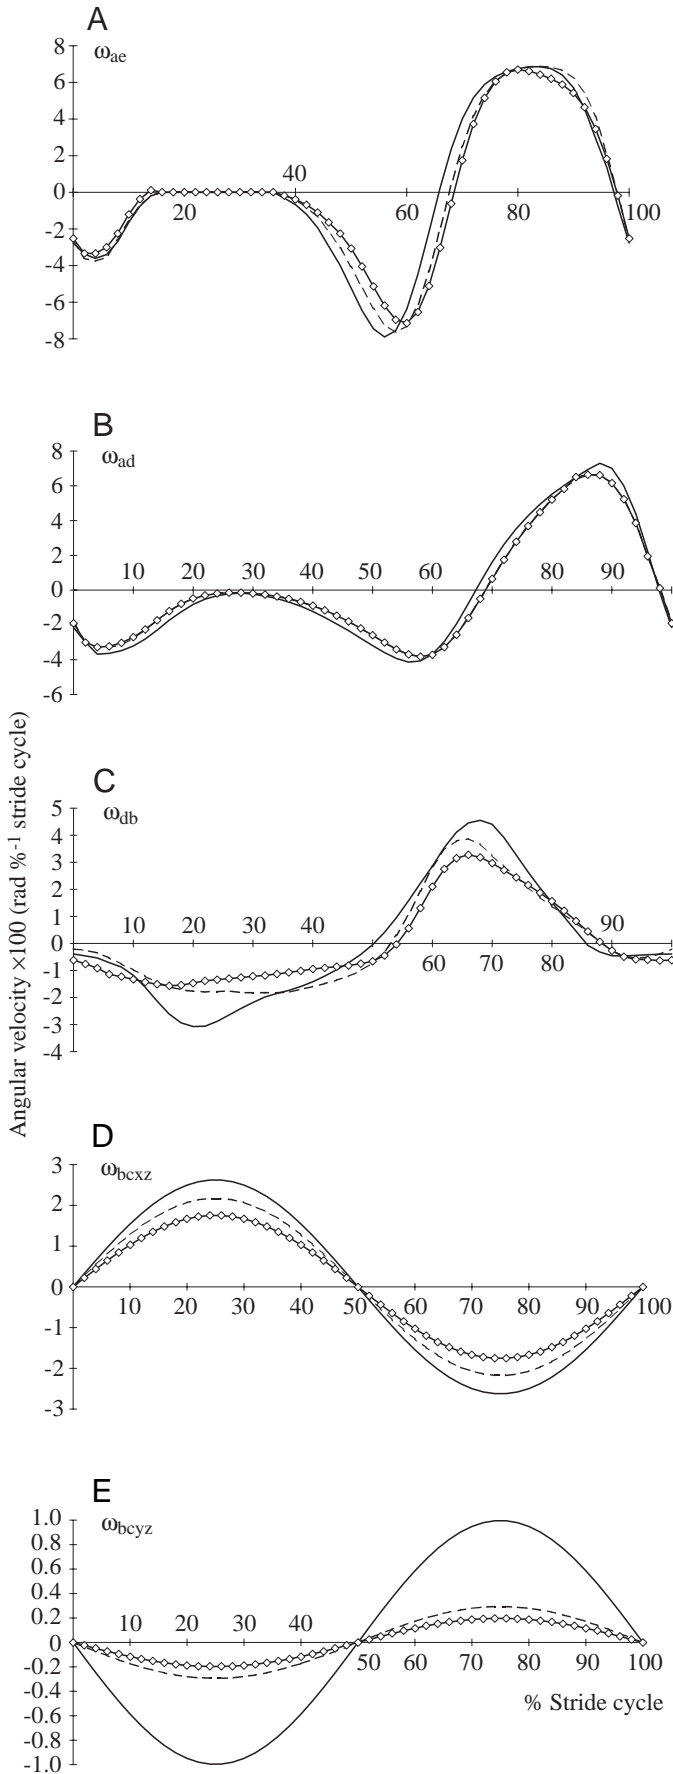 A
ωae
8
6
4
2
0
-2
-4
-6
-8
40
20 60 80 100
B
ωad
8
6
4
2
0
-2
-4
-6
10 20 30 40 50 60 80 90
C
ωdb
5
4
3
2
1
0
-1
-2
-3
-4
10 20 30 40 90
60 70 80
Angular velocity ×100 (rad %-1 stride cycle)
D
ωbcxz
3
2
1
0
-1
-2
-3
10 20 30 40 50 60 70 80 90 100
E
ωbcyz
1.0
0.8
0.6
0.4
0.2
0
-0.2
-0.4
-0.6
-0.8
-1.0
10 20 30 40
50 60 70 80 90 100
% Stride cycle